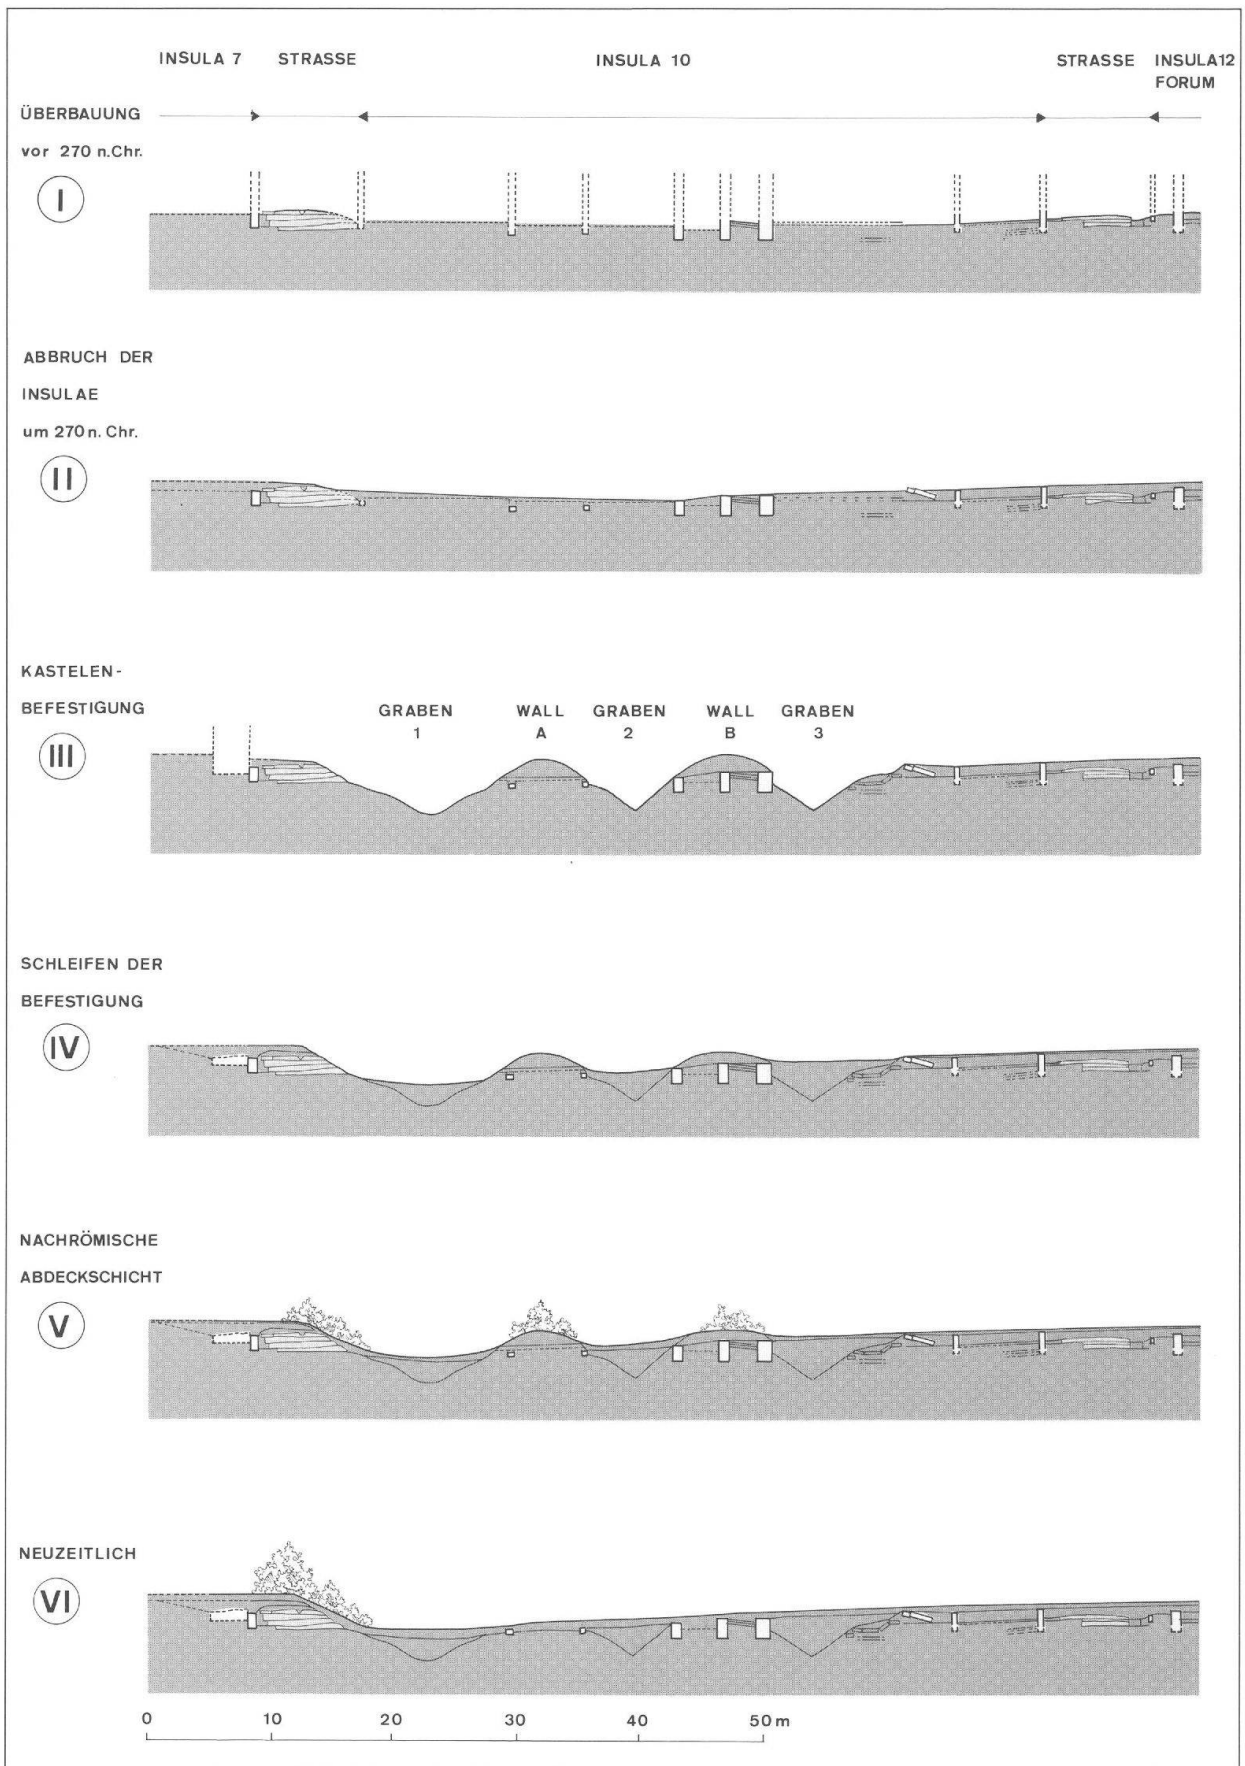 INSULA 7 STRASSE INSULA 10 STRASSE INSULA12
FORUM
ÜBERBAUUNG
vor 270 n.Chr.
I
ABBRUCH DER
INSULAE
um 270 n. Chr.
II
KASTELEN-
BEFESTIGUNG
III
GRABEN WALL GRABEN WALL GRABEN
1 A 2 B 3
SCHLEIFEN DER
BEFESTIGUNG
IV
NACHRÖMISCHE
ABDECKSCHICHT
V
NEUZEITLICH
VI
0 10 20 30 40 50 m